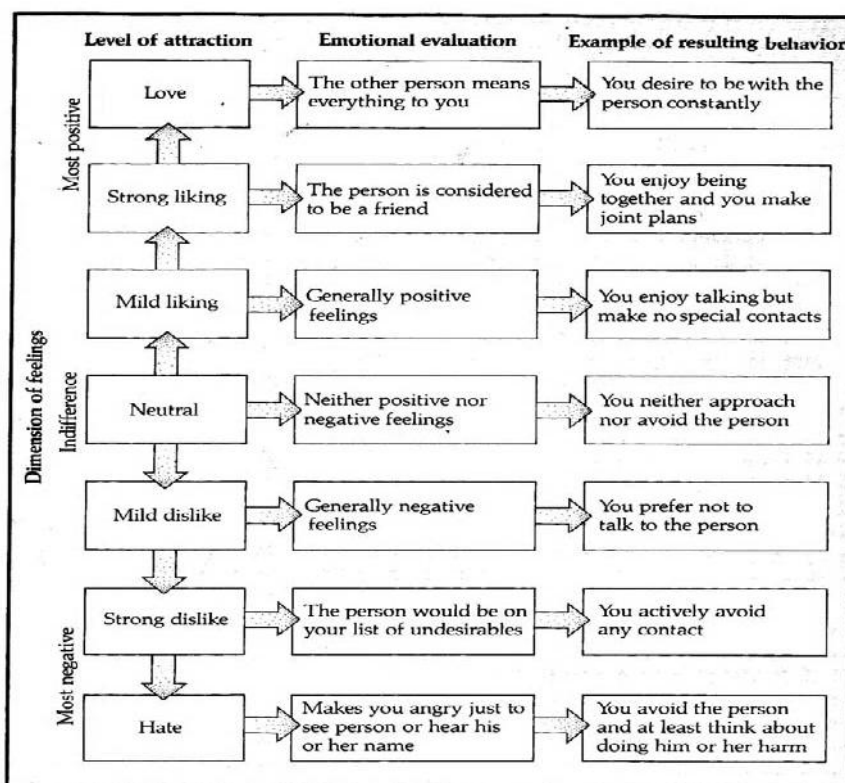 Level of attraction
Emotional evaluation
Example of resulting behavior
Dimension of feelings
Most positive
Indifference
Most negative
Love
The other person means
everything to you
You desire to be with the
person constantly
Strong liking
The person is considered
to be a friend
You enjoy being
together and you make
joint plans
Mild liking
Generally positive
feelings
You enjoy talking but
make no special contacts
Neutral
Neither positive nor
negative feelings
You neither approach
nor avoid the person
Mild dislike
Generally negative
feelings
You prefer not to
talk to the person
Strong dislike
The person would be on
your list of undesirables
You actively avoid
any contact
Hate
Makes you angry just to
see person or hear his
or her name
You avoid the person
and at least think about
doing him or her harm